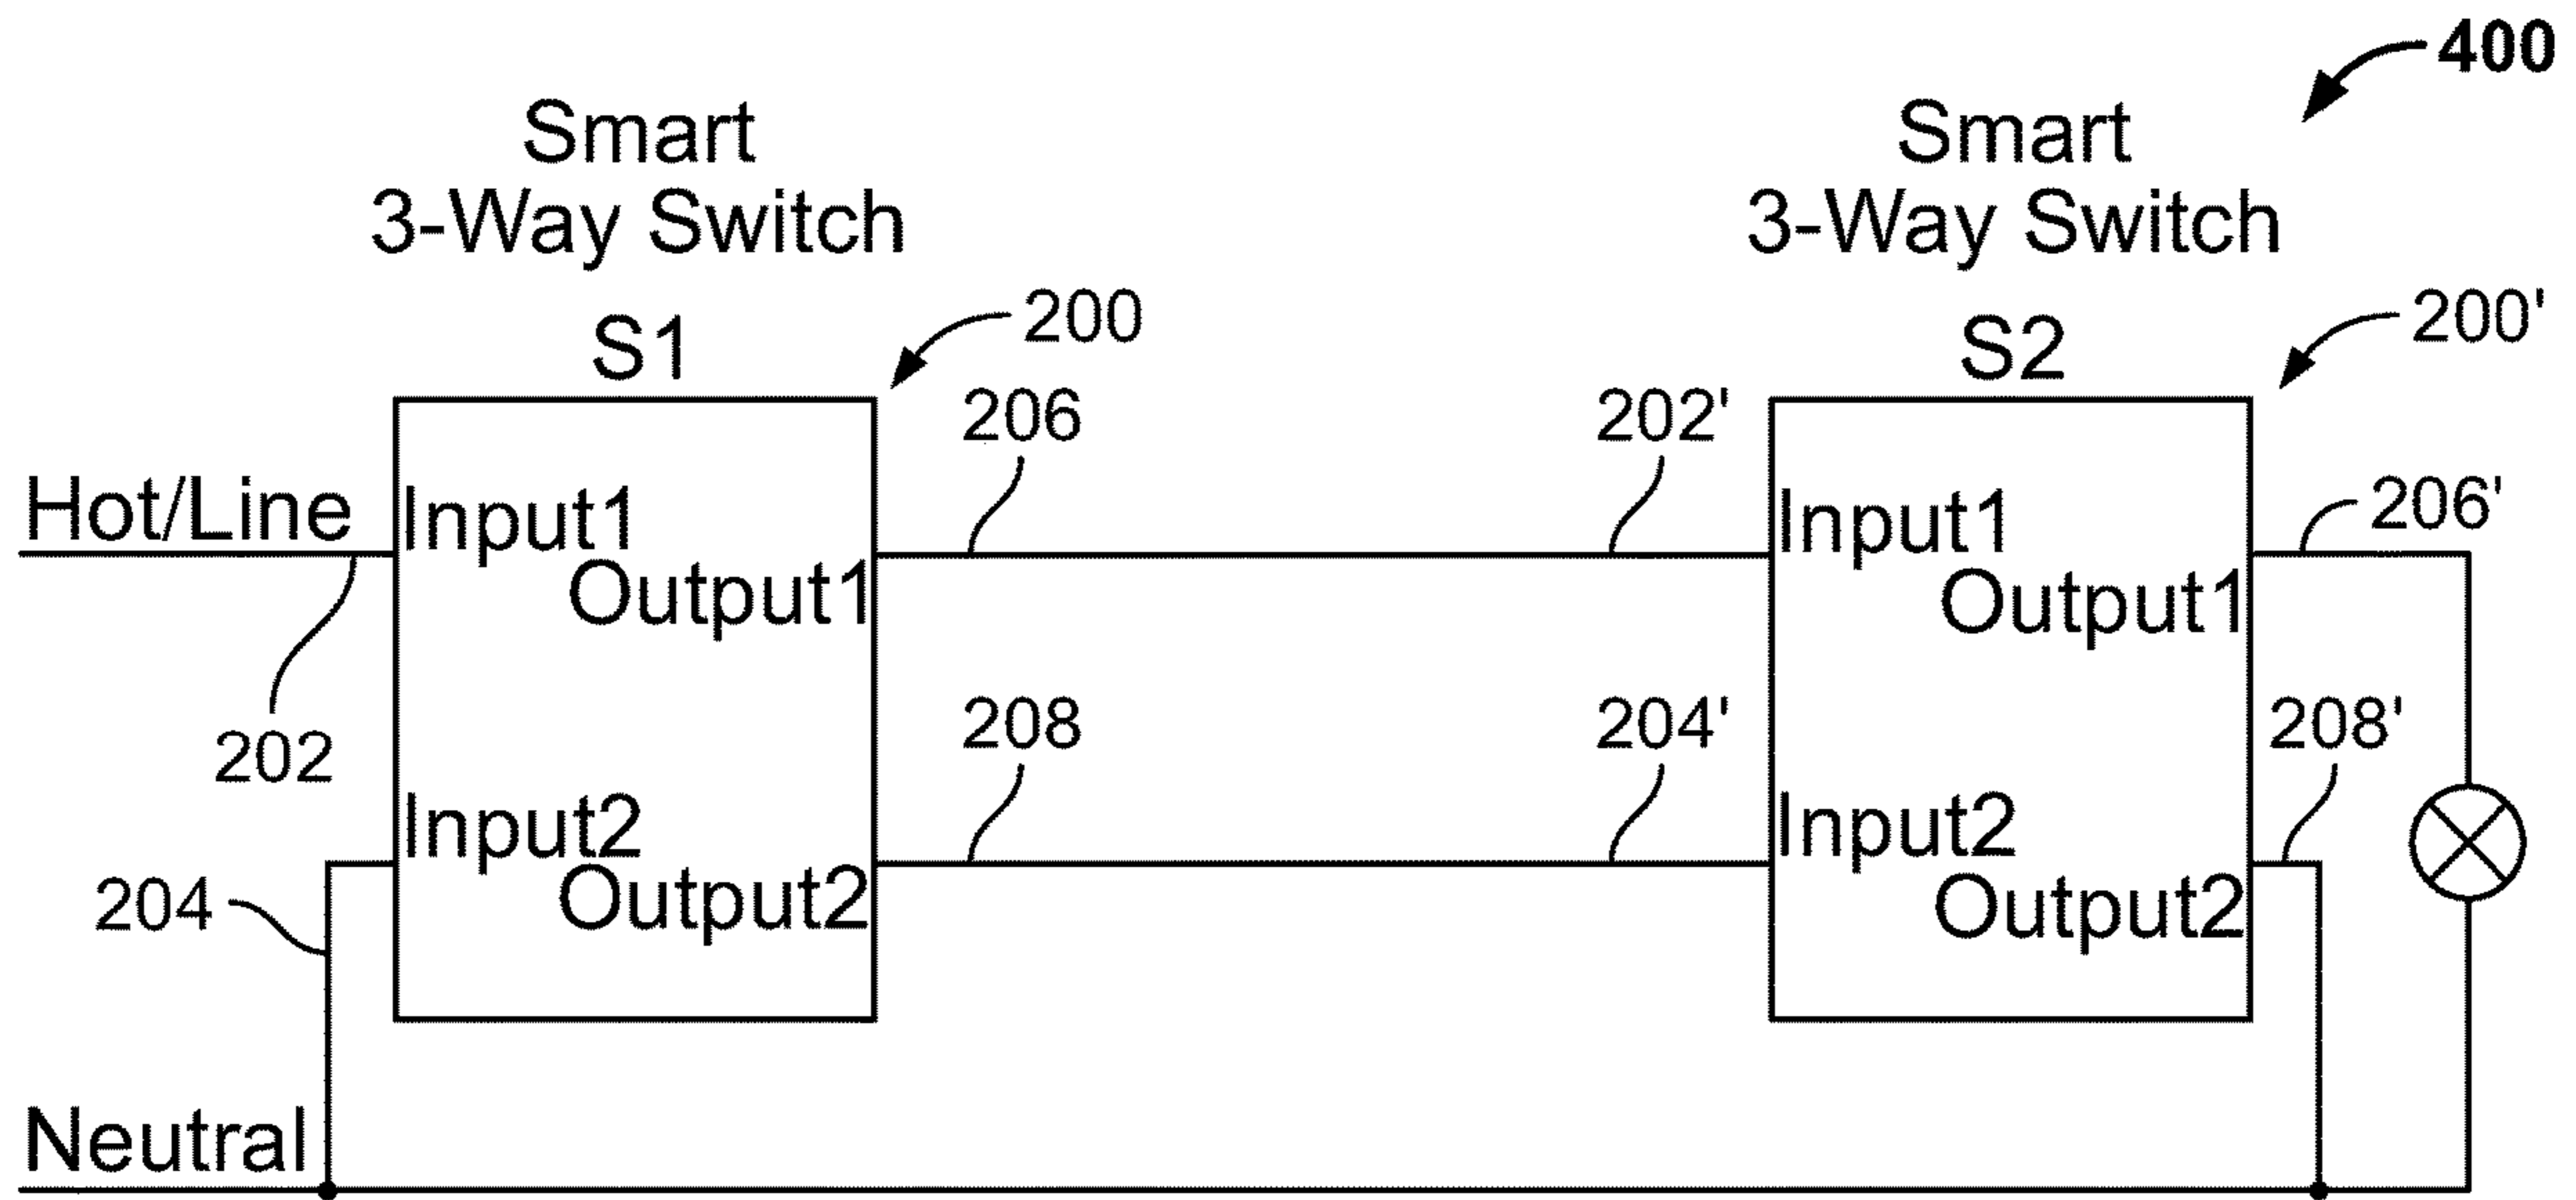 400
Smart
3-Way Switch
S1
200
Smart
3-Way Switch
S2
200'
206
202'
Hot/Line
Input1
Output1
Input1
Output1
206'
202
208
204'
208'
Input2
Output2
Input2
Output2
204
Neutral